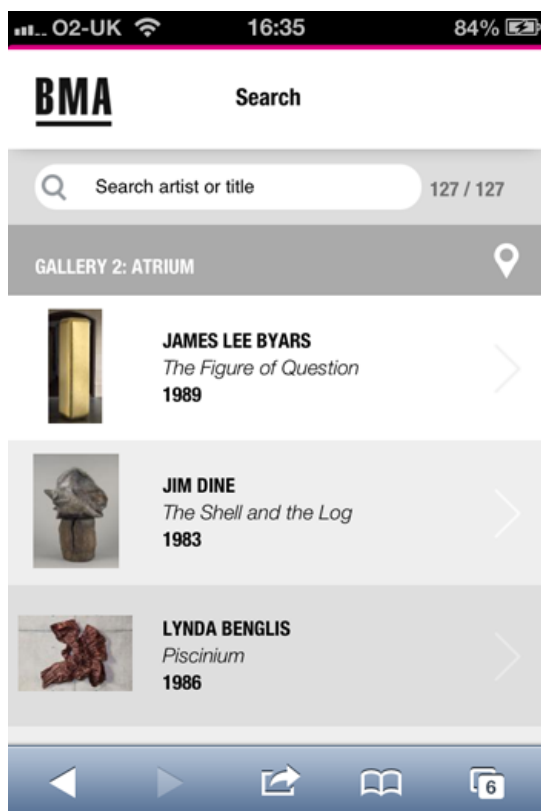 O2-UK 16:35 84%
BMA Search
Search artist or title 127 / 127
GALLERY 2: ATRIUM
JAMES LEE BYARS
The Figure of Question
1989
JIM DINE
The Shell and the Log
1983
LYNDA BENGLIS
Piscinium
1986
6